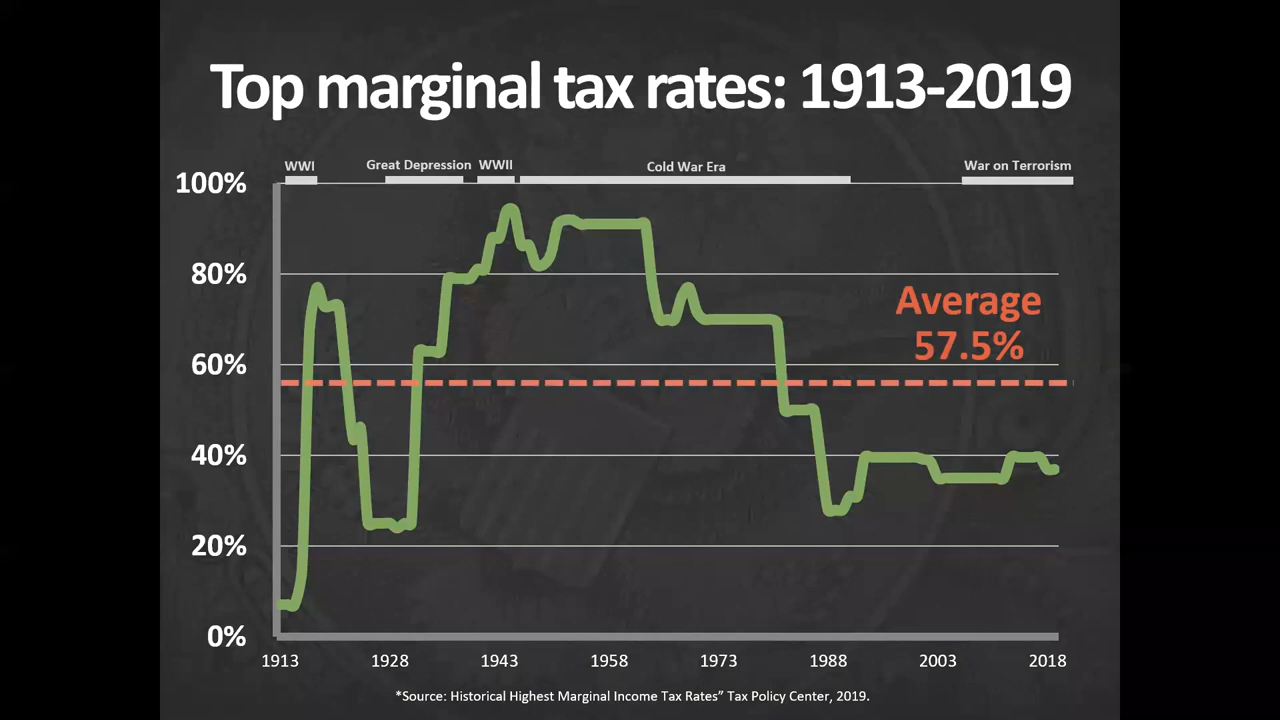 Top marginal tax rates: 1913-2019
WWI
Great Depression
WWII
Cold War Era
War on Terrorism
100%
80%
60%
40%
20%
0%
Average
57.5%
1913
1928
1943
1958
1973
1988
2003
2018
*Source: Historical Highest Marginal Income Tax Rates” Tax Policy Center, 2019.